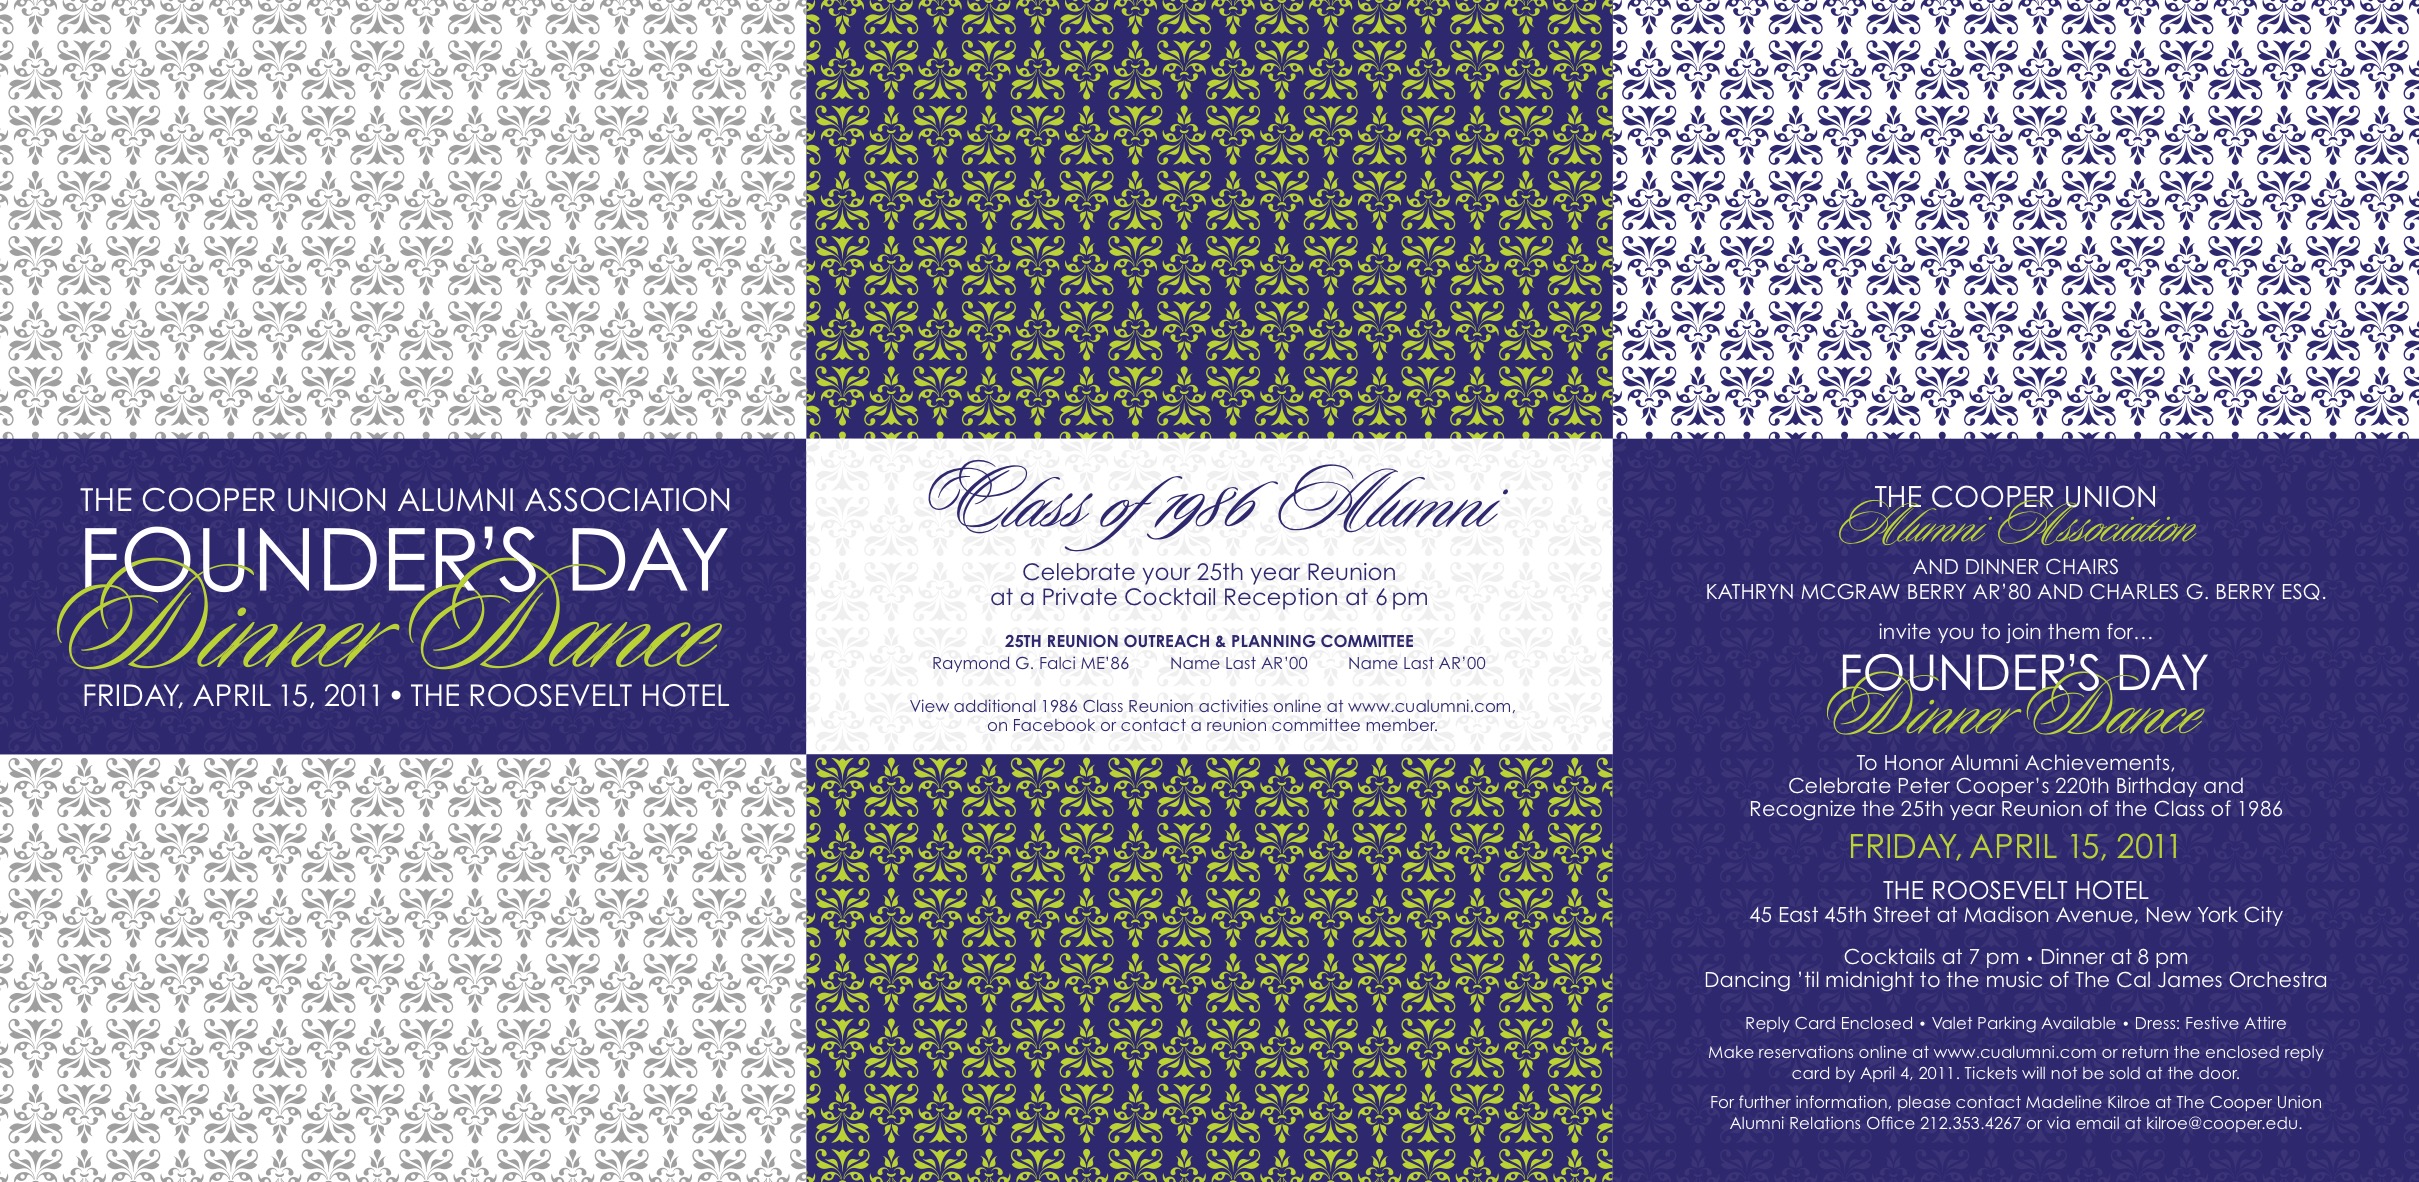 THE COOPER UNION ALUMNI ASSOCIATION
FOUNDER’S DAY
Dinner Dance
FRIDAY, APRIL 15, 2011 • THE ROOSEVELT HOTEL
Class of 1986 Alumni
Celebrate your 25th year Reunion
at a Private Cocktail Reception at 6 pm
25TH REUNION OUTREACH & PLANNING COMMITTEE
Raymond G. Falci ME’86 Name Last AR’00 Name Last AR’00
View additional 1986 Class Reunion activities online at www.cualumni.com,
on Facebook or contact a reunion committee member.
THE COOPER UNION
Alumni Association
AND DINNER CHAIRS
KATHRYN MCGRAW BERRY AR’80 AND CHARLES G. BERRY ESQ.
invite you to join them for…
FOUNDER’S DAY
Dinner Dance
To Honor Alumni Achievements,
Celebrate Peter Cooper’s 220th Birthday and
Recognize the 25th year Reunion of the Class of 1986
FRIDAY, APRIL 15, 2011
THE ROOSEVELT HOTEL
45 East 45th Street at Madison Avenue, New York City
Cocktails at 7 pm • Dinner at 8 pm
Dancing ’til midnight to the music of The Cal James Orchestra
Reply Card Enclosed • Valet Parking Available • Dress: Festive Attire
Make reservations online at www.cualumni.com or return the enclosed reply
card by April 4, 2011. Tickets will not be sold at the door.
For further information, please contact Madeline Kilroe at The Cooper Union
Alumni Relations Office 212.353.4267 or via email at kilroe@cooper.edu.